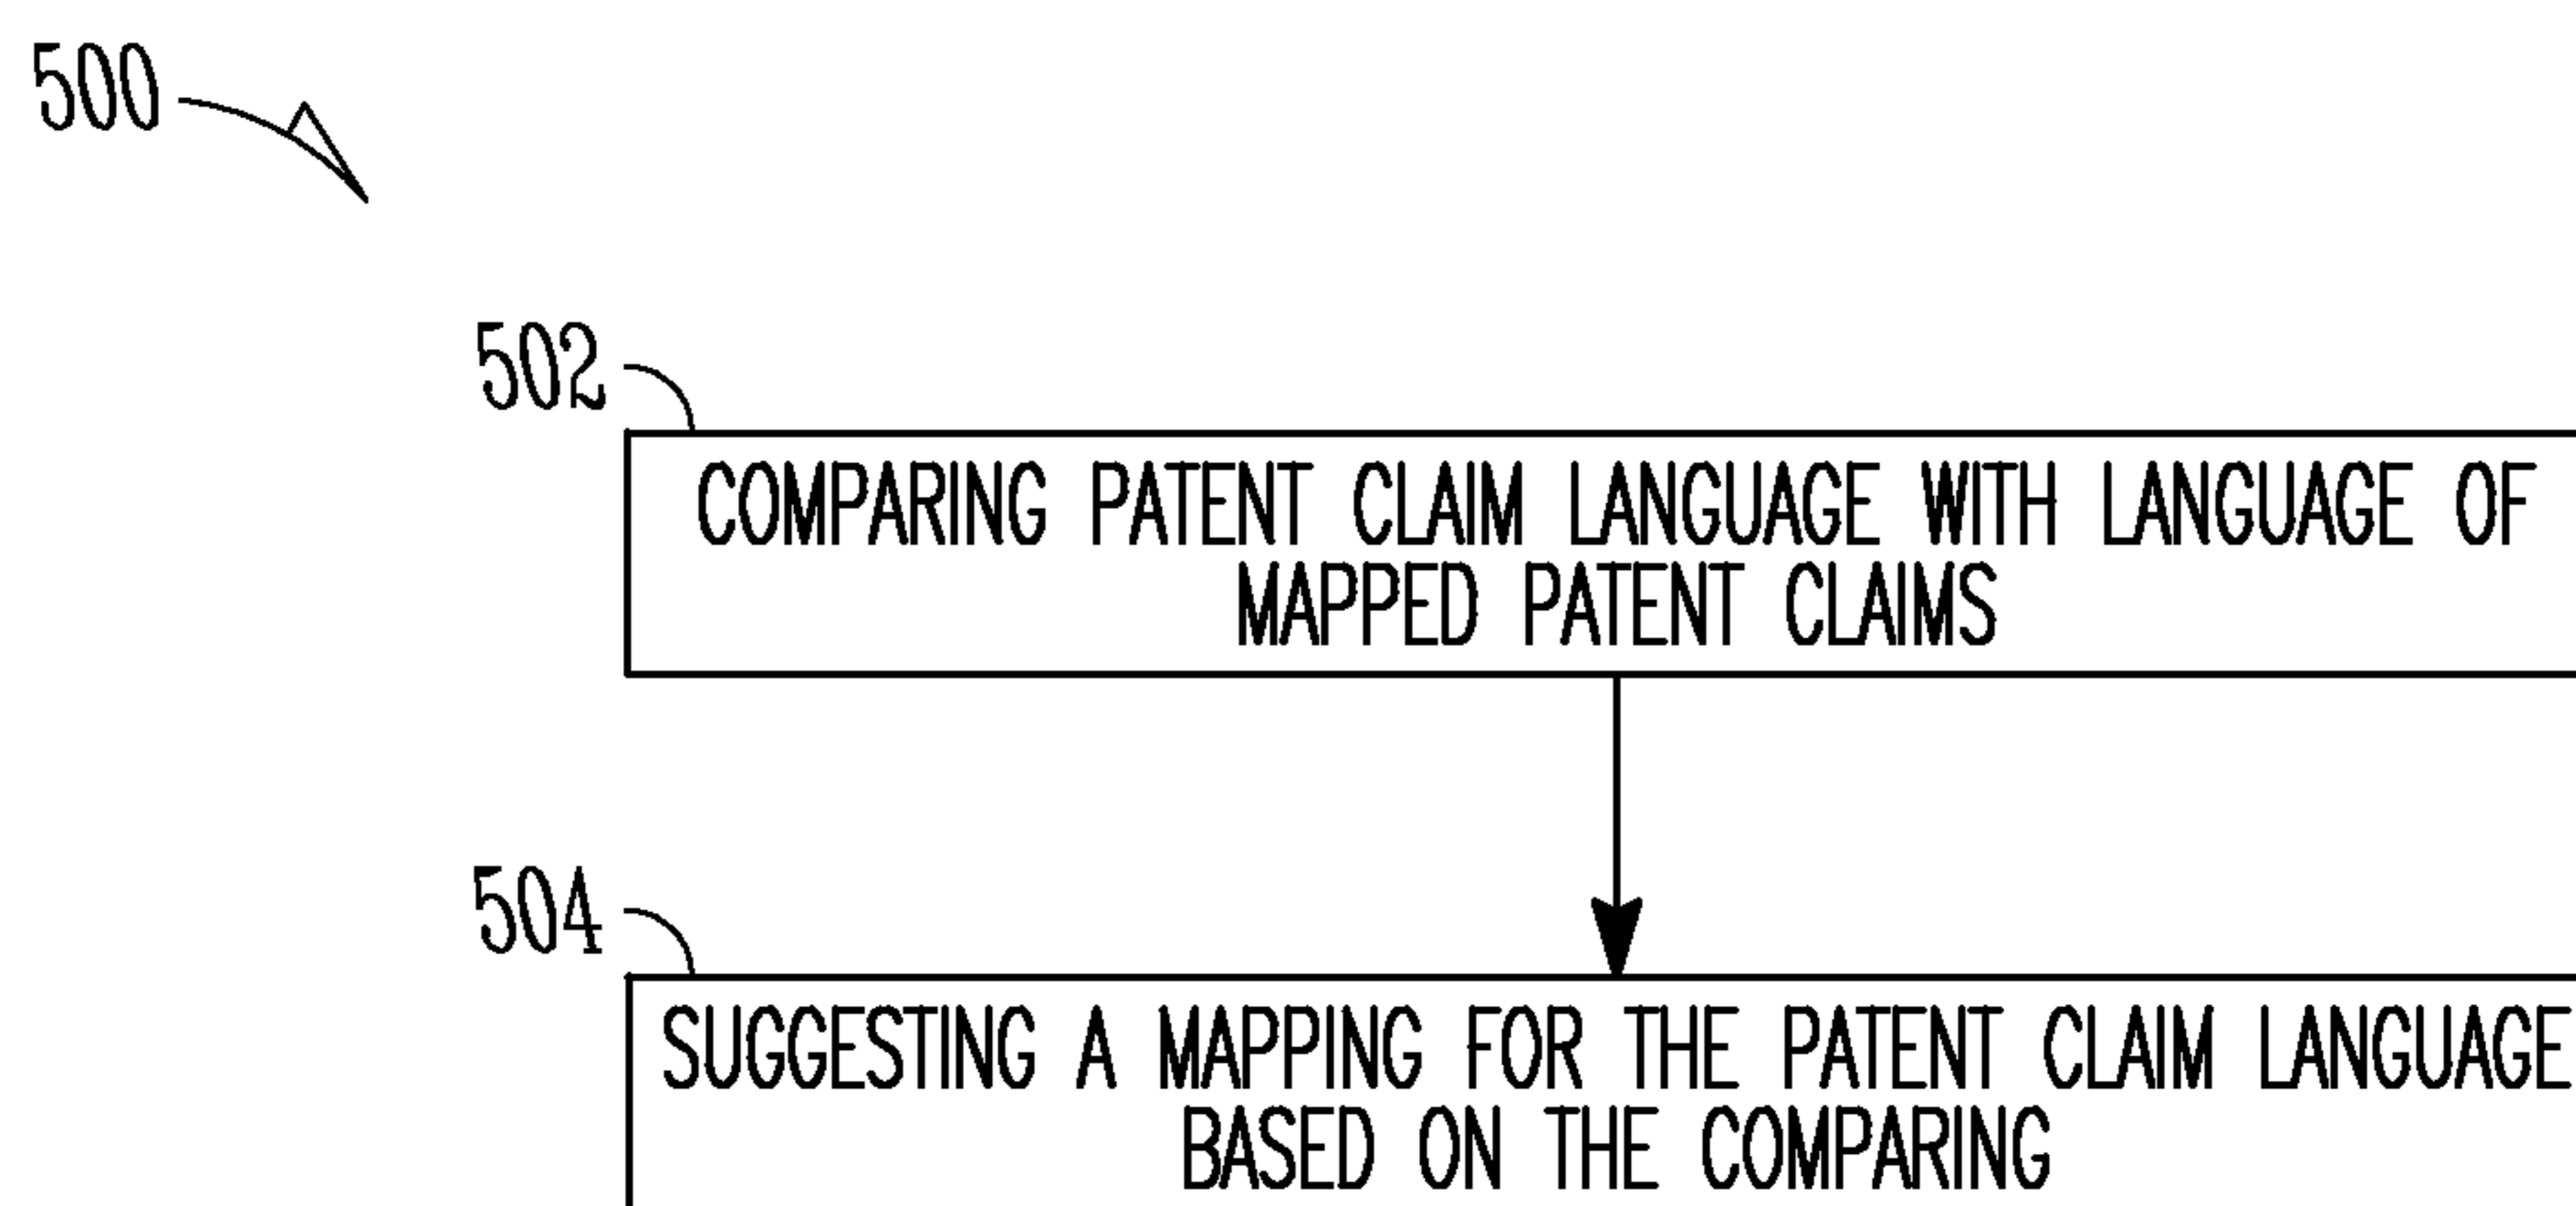 500
502
COMPARING PATENT CLAIM LANGUAGE WITH LANGUAGE OF
MAPPED PATENT CLAIMS
504
SUGGESTING A MAPPING FOR THE PATENT CLAIM LANGUAGE
BASED ON THE COMPARING